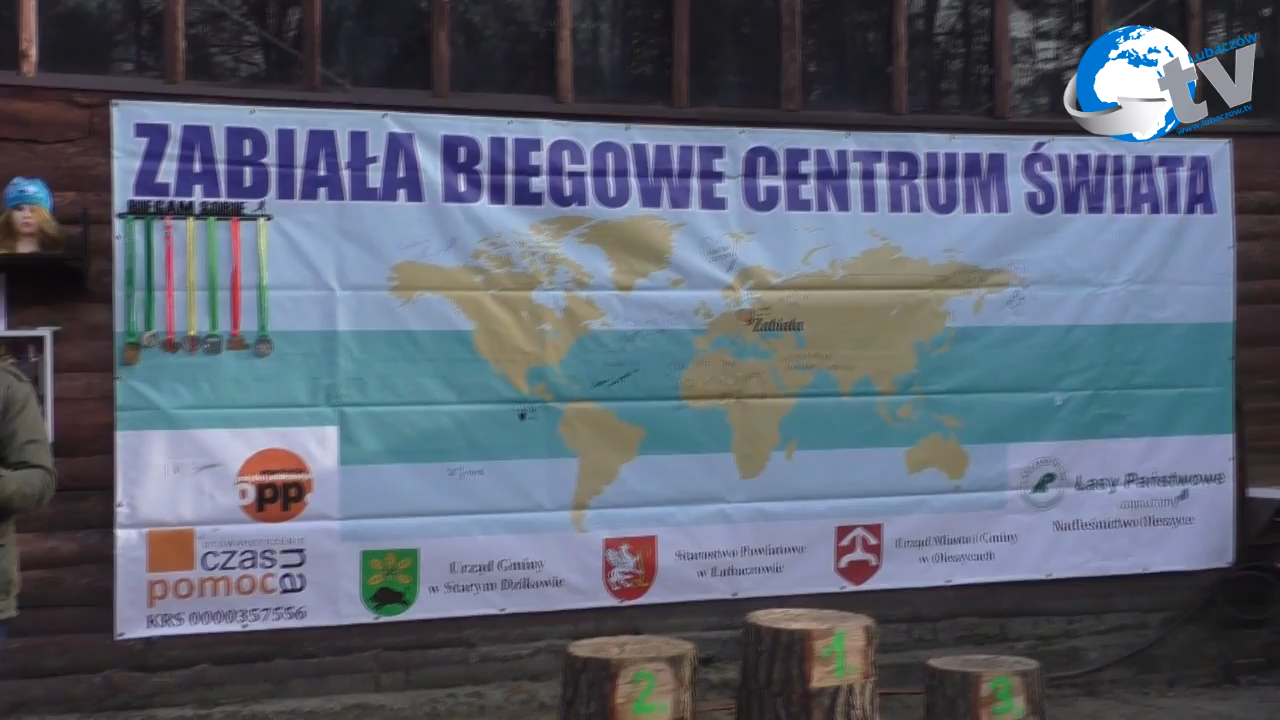 Lubaczów
tv
www.lubaczow.tv
ZABIAŁA BIEGOWE CENTRUM ŚWIATA
BIEGAM BOBIE
Zabiała
opp
czas na
pomoc
KRS 0000357556
Urząd Gminy
w Starym Dzikowie
Starostwo Powiatowe
w Lubaczowie
Urząd Miasta i Gminy
w Oleszycach
Lasy Państwowe
Nadleśnictwo Oleszyce
2.
1.
3.